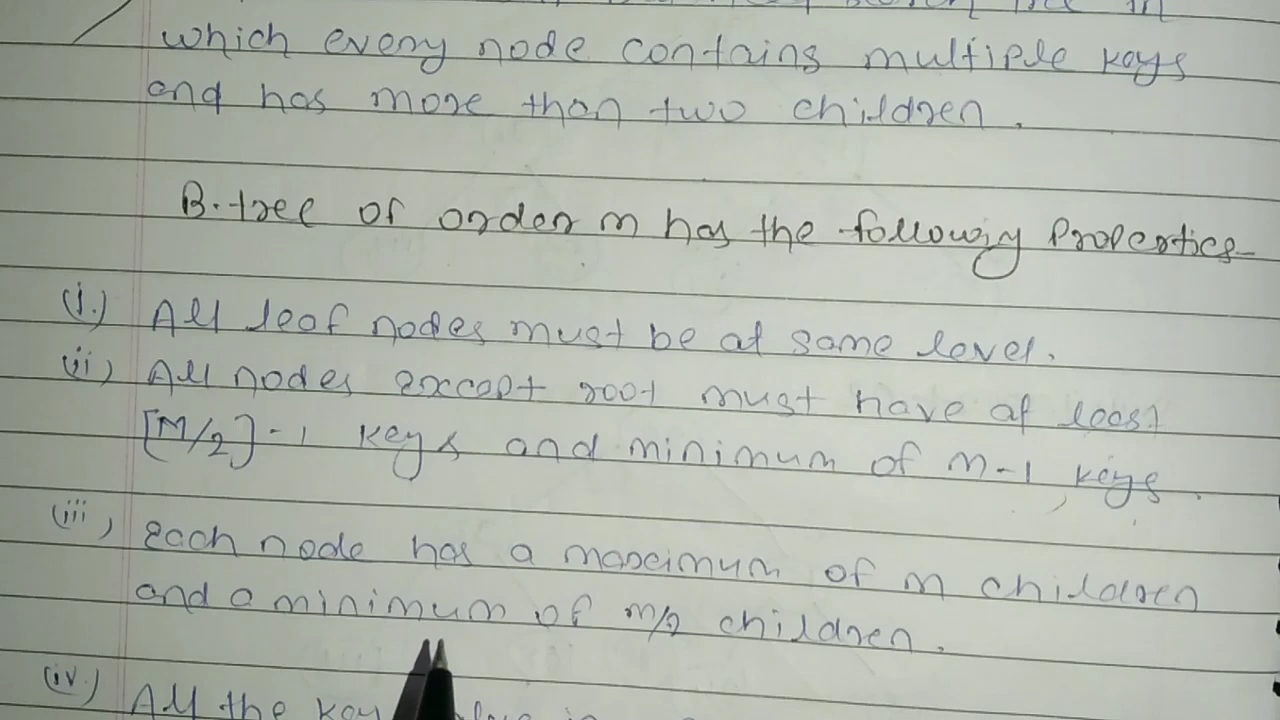 which every node contains multiple keys
and has more than two children.
B-tree of order m has the following Properties-
(i.) All leaf nodes must be at same level.
(ii) All nodes except root must have at least
[M/2]-1 keys and minimum of m-1 keys.
(iii) each node has a maximum of m children
and a minimum of m/2 children.
(iv.) All the key